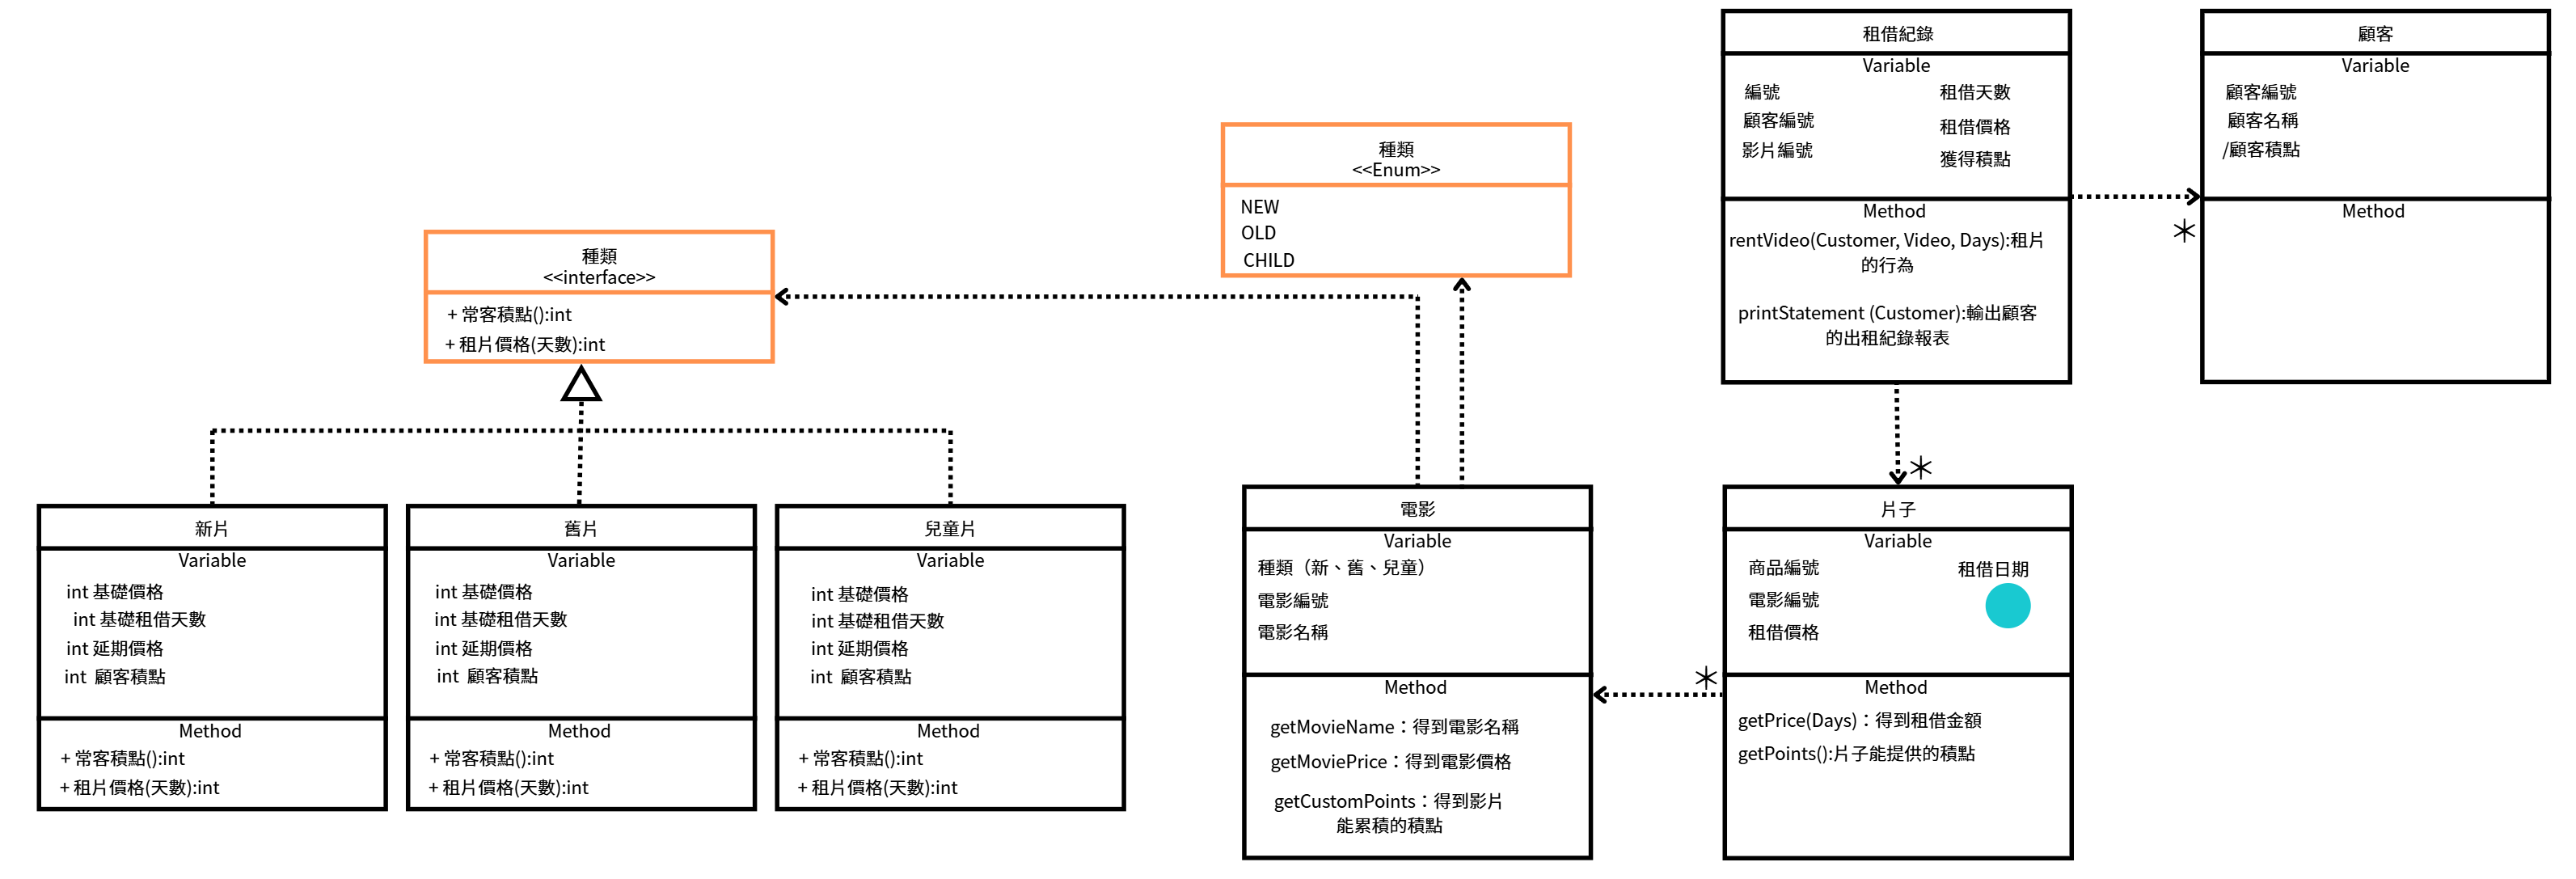 租借紀錄
Variable
編號
顧客編號
影片編號
租借天數
租借價格
獲得積點
Method
rentVideo(Customer, Video, Days):租片
的行為
printStatement (Customer):輸出顧客
的出租紀錄報表
顧客
Variable
顧客編號
顧客名稱
/顧客積點
Method
種類
<<Enum>>
NEW
OLD
CHILD
種類
<<interface>>
+ 常客積點():int
+ 租片價格(天數):int
新片
Variable
int 基礎價格
int 基礎租借天數
int 延期價格
int 顧客積點
Method
+ 常客積點():int
+ 租片價格(天數):int
舊片
Variable
int 基礎價格
int 基礎租借天數
int 延期價格
int 顧客積點
Method
+ 常客積點():int
+ 租片價格(天數):int
兒童片
Variable
int 基礎價格
int 基礎租借天數
int 延期價格
int 顧客積點
Method
+ 常客積點():int
+ 租片價格(天數):int
電影
Variable
種類（新、舊、兒童）
電影編號
電影名稱
Method
getMovieName：得到電影名稱
getMoviePrice：得到電影價格
getCustomPoints：得到影片
能累積的積點
片子
Variable
商品編號
電影編號
租借價格
租借日期
Method
getPrice(Days)：得到租借金額
getPoints():片子能提供的積點
*
*
*